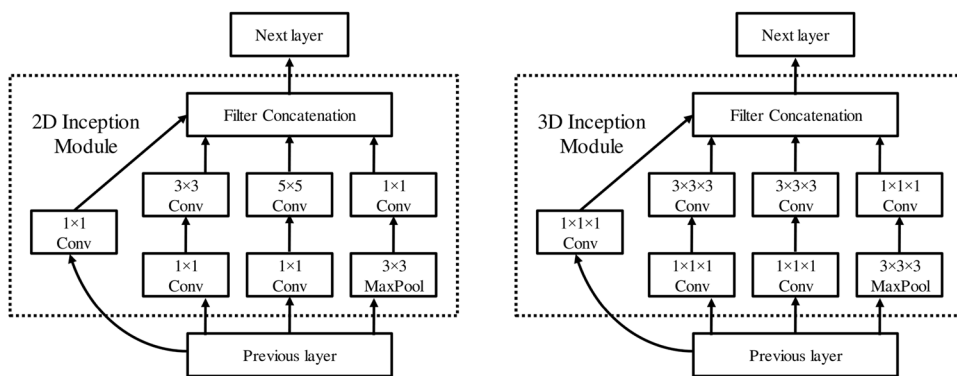 Next layer
2D Inception
Module
Filter Concatenation
3×3
Conv
5×5
Conv
1×1
Conv
1×1
Conv
1×1
Conv
1×1
Conv
3×3
MaxPool
Previous layer
Next layer
3D Inception
Module
Filter Concatenation
3×3×3
Conv
3×3×3
Conv
1×1×1
Conv
1×1×1
Conv
1×1×1
Conv
1×1×1
Conv
3×3×3
MaxPool
Previous layer